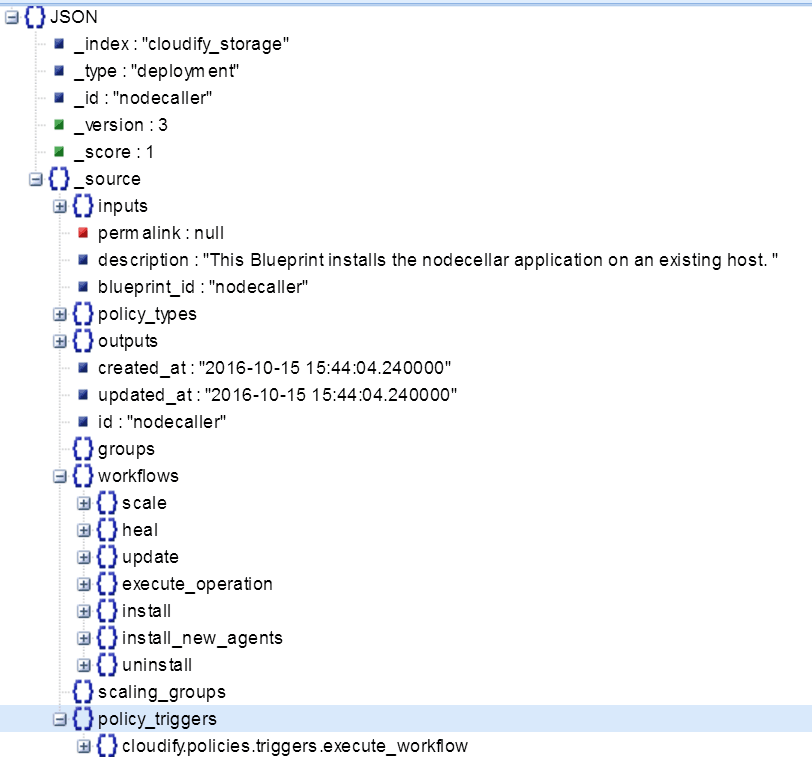 JSON
_index : "cloudify_storage"
_type : "deployment"
_id : "nodecaller"
_version : 3
_score : 1
_source
inputs
permalink : null
description : "This Blueprint installs the nodecellar application on an existing host. "
blueprint_id : "nodecaller"
policy_types
outputs
created_at : "2016-10-15 15:44:04.240000"
updated_at : "2016-10-15 15:44:04.240000"
id : "nodecaller"
groups
workflows
scale
heal
update
execute_operation
install
install_new_agents
uninstall
scaling_groups
policy_triggers
cloudify.policies.triggers.execute_workflow